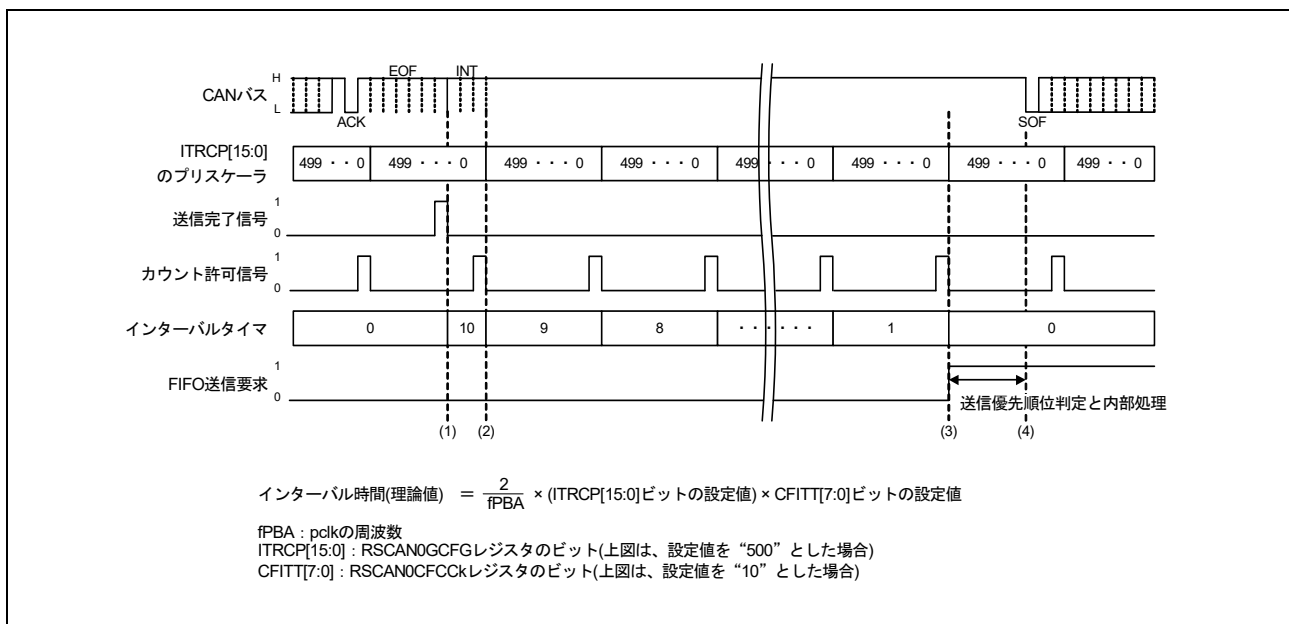 H
EOF
INT
CANバス
L
ACK
SOF
ITRCP[15:0]
のプリスケーラ
499 ・・ 0
499 ・・・ 0
499 ・・・ 0
499 ・・・ 0
499 ・・・ 0
499 ・・・ 0
499 ・・・ 0
499 ・・ 0
送信完了信号
1
0
カウント許可信号
1
0
インターバルタイマ
0
10
9
8
・・・・・・
1
0
FIFO送信要求
1
0
送信優先順位判定と内部処理
(1)
(2)
(3)
(4)
インターバル時間(理論値) = 2/fPBA × (ITRCP[15:0]ビットの設定値) × CFITT[7:0]ビットの設定値
fPBA：pclkの周波数
ITRCP[15:0]：RSCAN0GCFGレジスタのビット(上図は、設定値を“500”とした場合)
CFITT[7:0]：RSCAN0CFCCkレジスタのビット(上図は、設定値を“10”とした場合)